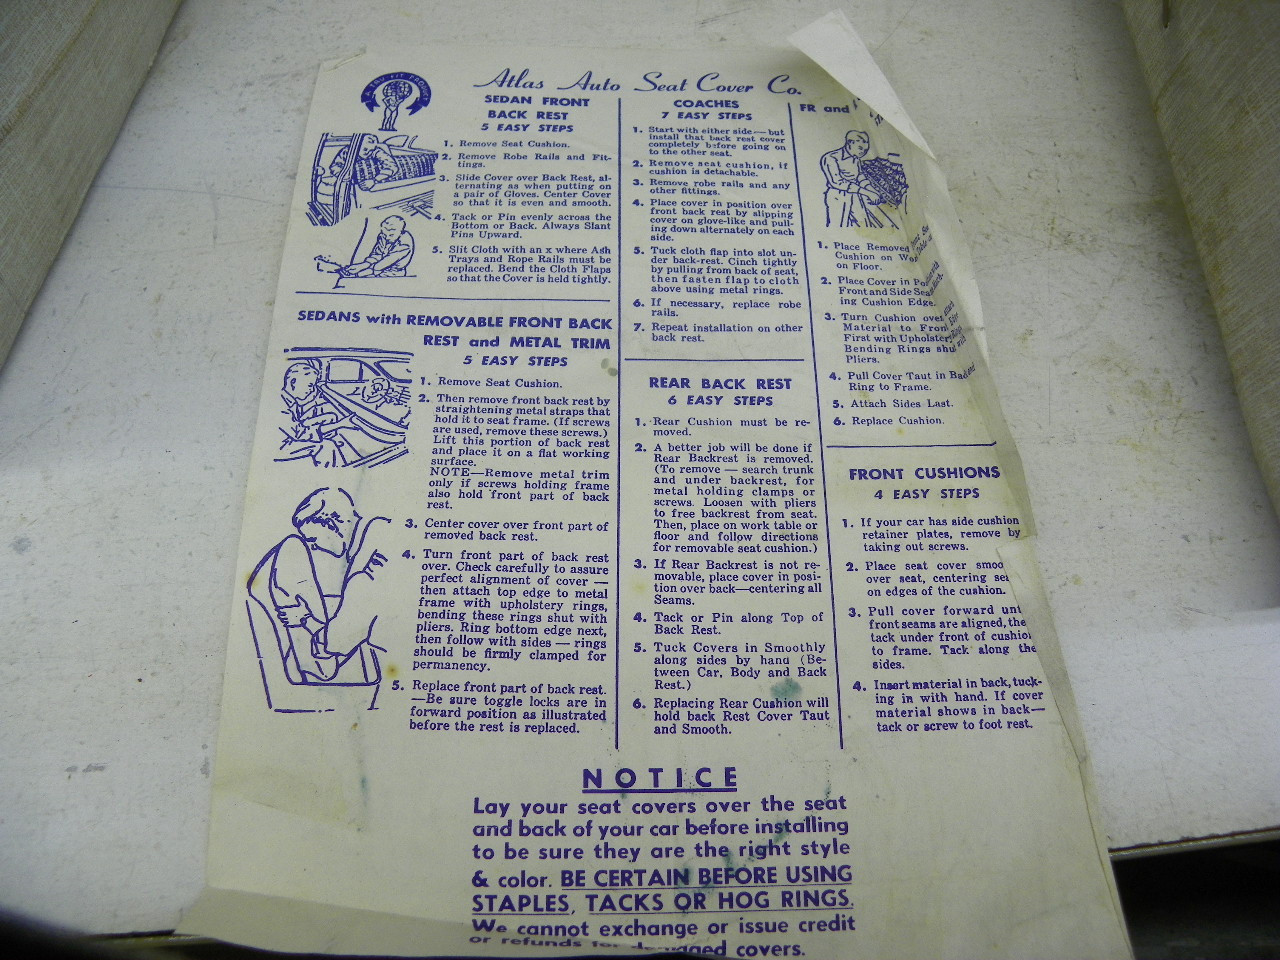 A TRU-FIT PRODUCT
Atlas Auto Seat Cover Co.
SEDAN FRONT
BACK REST
5 EASY STEPS
1. Remove Seat Cushion.
2. Remove Robe Rails and Fit-
tings.
3. Slide Cover over Back Rest, al-
ternating as when putting on
a pair of Gloves. Center Cover
so that it is even and smooth.
4. Tack or Pin evenly across the
Bottom or Back. Always Slant
Pins Upward.
5. Slit Cloth with an x where Ash
Trays and Rope Rails must be
replaced. Bend the Cloth Flaps
so that the Cover is held tightly.
SEDANS with REMOVABLE FRONT BACK
REST and METAL TRIM
5 EASY STEPS
1. Remove Seat Cushion.
2. Then remove front back rest by
straightening metal straps that
hold it to seat frame. (If screws
are used, remove these screws.)
Lift this portion of back rest
and place it on a flat working
surface.
NOTE—Remove metal trim
only if screws holding frame
also hold front part of back
rest.
3. Center cover over front part of
removed back rest.
4. Turn front part of back rest
over. Check carefully to assure
perfect alignment of cover —
then attach top edge to metal
frame with upholstery rings,
bending these rings shut with
pliers. Ring bottom edge next,
then follow with sides — rings
should be firmly clamped for
permanency.
5. Replace front part of back rest.
—Be sure toggle locks are in
forward position as illustrated
before the rest is replaced.
COACHES
7 EASY STEPS
1. Start with either side—but
install that back rest cover
completely before going on
to the other seat.
2. Remove seat cushion, if
cushion is detachable.
3. Remove robe rails and any
other fittings.
4. Place cover in position over
front back rest by slipping
cover on glove-like and pull-
ing down alternately on each
side.
5. Tuck cloth flap into slot un-
der back-rest. Cinch tightly
by pulling from back of seat,
then fasten flap to cloth
above using metal rings.
6. If necessary, replace robe
rails.
7. Repeat installation on other
back rest.
REAR BACK REST
6 EASY STEPS
1. Rear Cushion must be re-
moved.
2. A better job will be done if
Rear Backrest is removed.
(To remove — search trunk
and under backrest, for
metal holding clamps or
screws. Loosen with pliers
to free backrest from seat.
Then, place on work table or
floor and follow directions
for removable seat cushion.)
3. If Rear Backrest is not re-
movable, place cover in posi-
tion over back—centering all
Seams.
4. Tack or Pin along Top of
Back Rest.
5. Tuck Covers in Smoothly
along sides by hand (Be-
tween Car, Body and Back
Rest.)
6. Replacing Rear Cushion will
hold back Rest Cover Taut
and Smooth.
FR and
1. Place Removed
Cushion on
on Floor.
2. Place Cover in
Front and Side
ing Cushion Edge.
3. Turn Cushion over
Material to Front
First with
Bending Rings shut
Pliers.
4. Pull Cover Taut in Back and
Ring to Frame.
5. Attach Sides Last.
6. Replace Cushion.
FRONT CUSHIONS
4 EASY STEPS
1. If your car has side cushion
retainer plates, remove by
taking out screws.
2. Place seat cover smoo
over seat, centering se
on edges of the cushion.
3. Pull cover forward unt
front seams are aligned, the
tack under front of cushio
to frame. Tack along the
sides.
4. Insert material in back, tuck-
ing in with hand. If cover
material shows in back—
tack or screw to foot rest.
NOTICE
Lay your seat covers over the seat
and back of your car before installing
to be sure they are the right style
& color. BE CERTAIN BEFORE USING
STAPLES, TACKS OR HOG RINGS.
We cannot exchange or issue credit
or refunds for damaged covers.